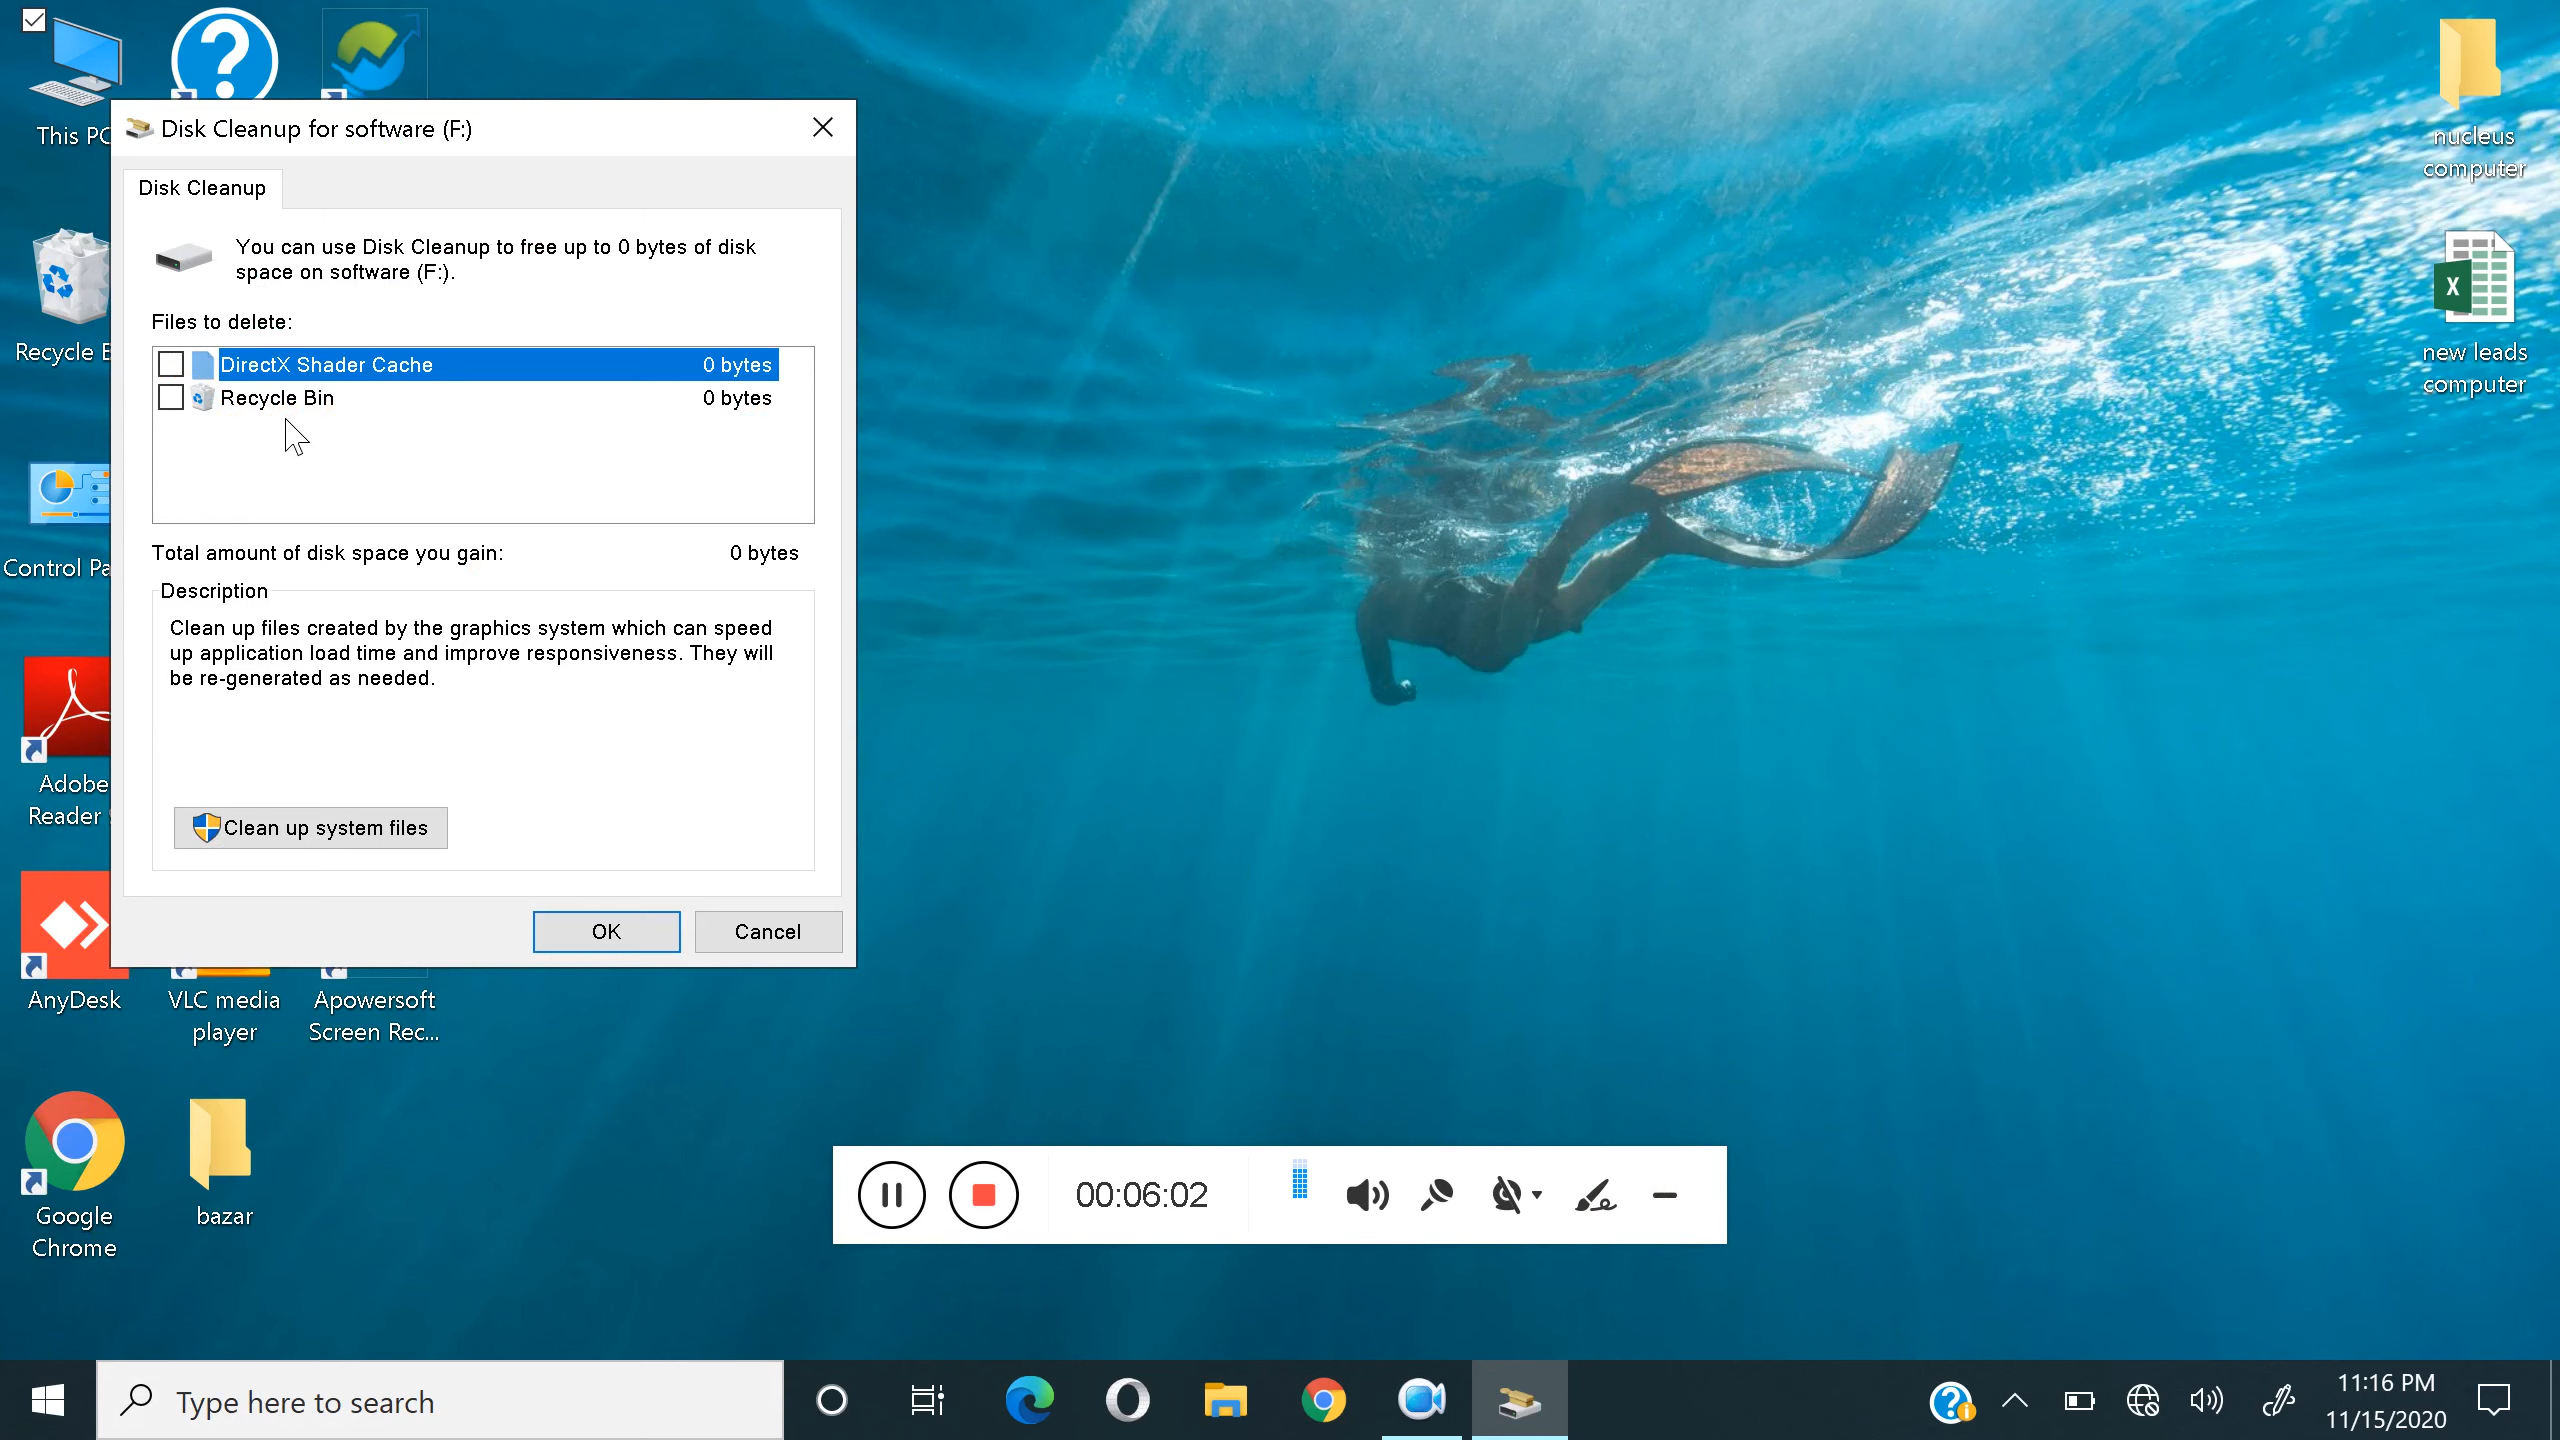 This PC
Disk Cleanup for software (F:)
Disk Cleanup
You can use Disk Cleanup to free up to 0 bytes of disk
space on software (F:).
Files to delete:
DirectX Shader Cache 0 bytes
Recycle Bin 0 bytes
Total amount of disk space you gain: 0 bytes
Description
Clean up files created by the graphics system which can speed
up application load time and improve responsiveness. They will
be re-generated as needed.
Clean up system files
OK
Cancel
Recycle B
Control Pa
Adobe
Reader
AnyDesk
VLC media
player
Apowersoft
Screen Rec...
Google
Chrome
bazar
nucleus
computer
new leads
computer
00:06:02
Type here to search
11:16 PM
11/15/2020